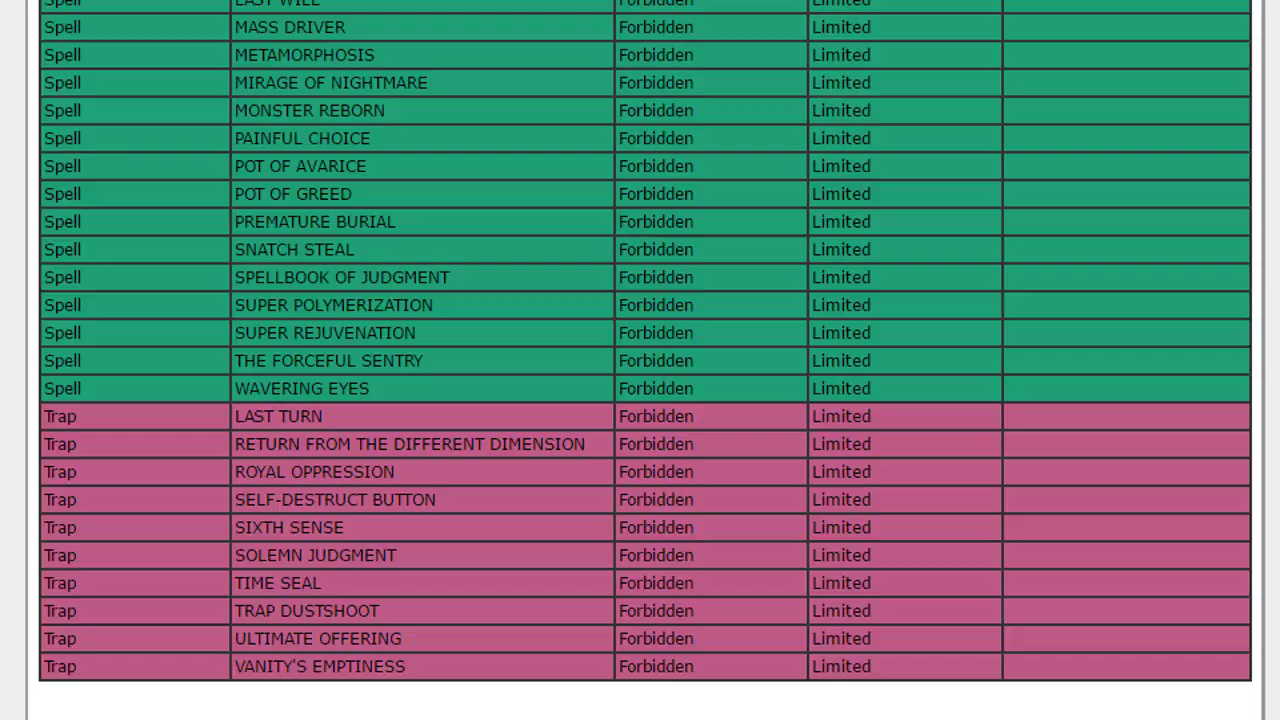 Spell LAST WILL Forbidden Limited
Spell MASS DRIVER Forbidden Limited
Spell METAMORPHOSIS Forbidden Limited
Spell MIRAGE OF NIGHTMARE Forbidden Limited
Spell MONSTER REBORN Forbidden Limited
Spell PAINFUL CHOICE Forbidden Limited
Spell POT OF AVARICE Forbidden Limited
Spell POT OF GREED Forbidden Limited
Spell PREMATURE BURIAL Forbidden Limited
Spell SNATCH STEAL Forbidden Limited
Spell SPELLBOOK OF JUDGMENT Forbidden Limited
Spell SUPER POLYMERIZATION Forbidden Limited
Spell SUPER REJUVENATION Forbidden Limited
Spell THE FORCEFUL SENTRY Forbidden Limited
Spell WAVERING EYES Forbidden Limited
Trap LAST TURN Forbidden Limited
Trap RETURN FROM THE DIFFERENT DIMENSION Forbidden Limited
Trap ROYAL OPPRESSION Forbidden Limited
Trap SELF-DESTRUCT BUTTON Forbidden Limited
Trap SIXTH SENSE Forbidden Limited
Trap SOLEMN JUDGMENT Forbidden Limited
Trap TIME SEAL Forbidden Limited
Trap TRAP DUSTSHOOT Forbidden Limited
Trap ULTIMATE OFFERING Forbidden Limited
Trap VANITY'S EMPTINESS Forbidden Limited